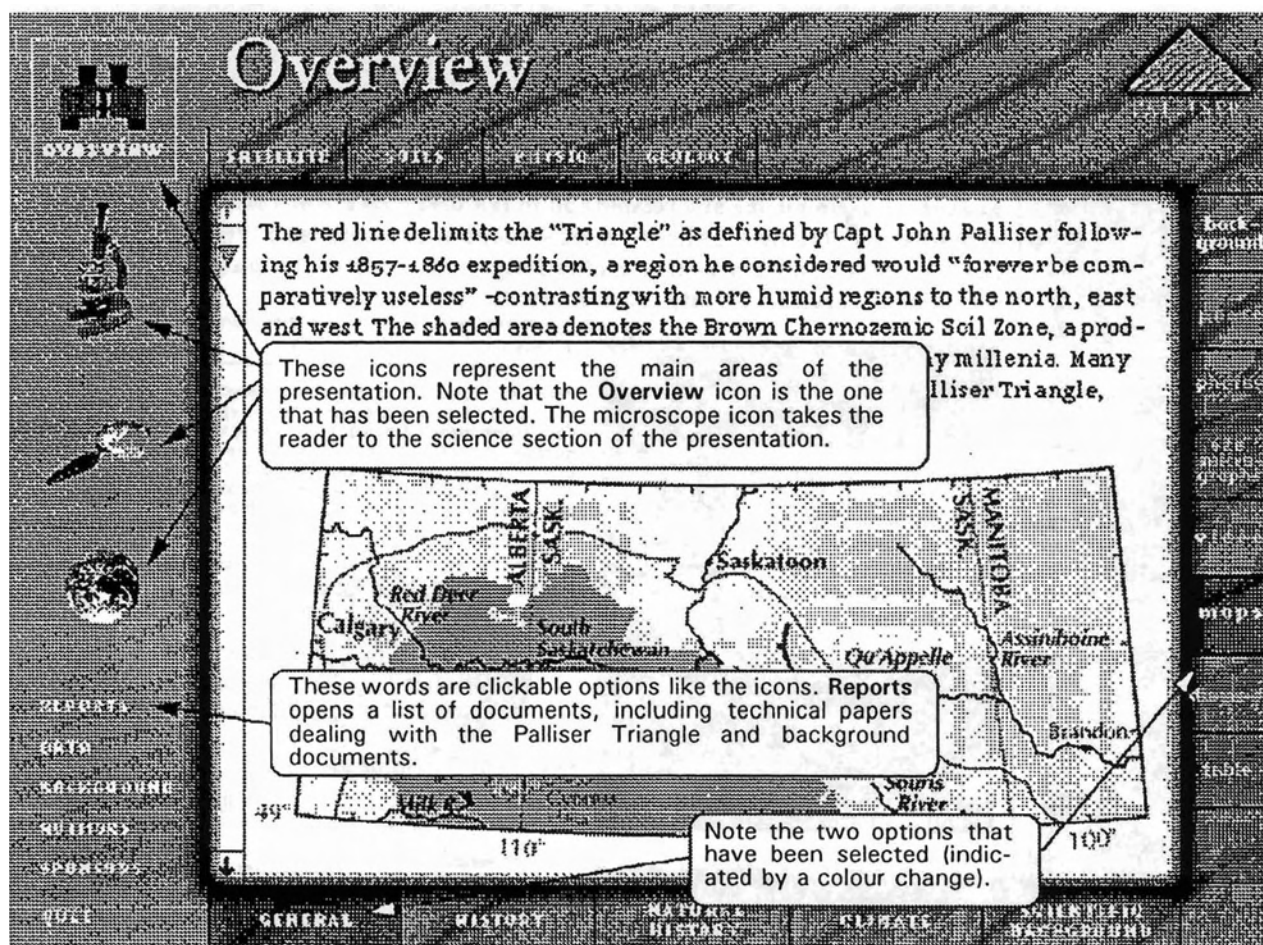 Overview
OVERVIEW
PALLISER
SATELLITE SOILS PHYSIO GEOLOGY
The red line delimits the "Triangle" as defined by Capt John Palliser follow-
ing his 1857-1860 expedition, a region he considered would "forever be com-
paratively useless" -contrasting with more humid regions to the north, east
and west. The shaded area denotes the Brown Chernozemic Soil Zone, a prod-
y millenia. Many
lliser Triangle,
These icons represent the main areas of the
presentation. Note that the Overview icon is the one
that has been selected. The microscope icon takes the
reader to the science section of the presentation.
back-
ground
video
maps
table
ALBERTA
SASK.
SASK.
MANITOBA
Saskatoon
Red Deer
River
Calgary
South
Saskatchewan
Qu'Appelle
Assiniboine
River
Brandon
These words are clickable options like the icons. Reports
opens a list of documents, including technical papers
dealing with the Palliser Triangle and background
documents.
Souris
River
Milk R.
Cypress
49°
110°
100°
Note the two options that
have been selected (indic-
ated by a colour change).
REPORTS
DATA
BACKGROUND
AUTHORS
SPONSORS
QUIT
GENERAL HISTORY NATURAL HISTORY CLIMATE SCIENTIFIC BACKGROUND